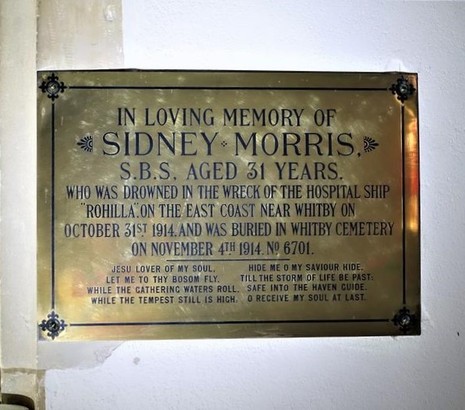 IN LOVING MEMORY OF
SIDNEY MORRIS,
S.B.S. AGED 31 YEARS.
WHO WAS DROWNED IN THE WRECK OF THE HOSPITAL SHIP
"ROHILLA", ON THE EAST COAST NEAR WHITBY ON
OCTOBER 31ST 1914. AND WAS BURIED IN WHITBY CEMETERY
ON NOVEMBER 4TH 1914. No 6701.
JESU LOVER OF MY SOUL,
LET ME TO THY BOSOM FLY,
WHILE THE GATHERING WATERS ROLL,
WHILE THE TEMPEST STILL IS HIGH.
HIDE ME O MY SAVIOUR HIDE,
TILL THE STORM OF LIFE BE PAST:
SAFE INTO THE HAVEN GUIDE,
O RECEIVE MY SOUL AT LAST.